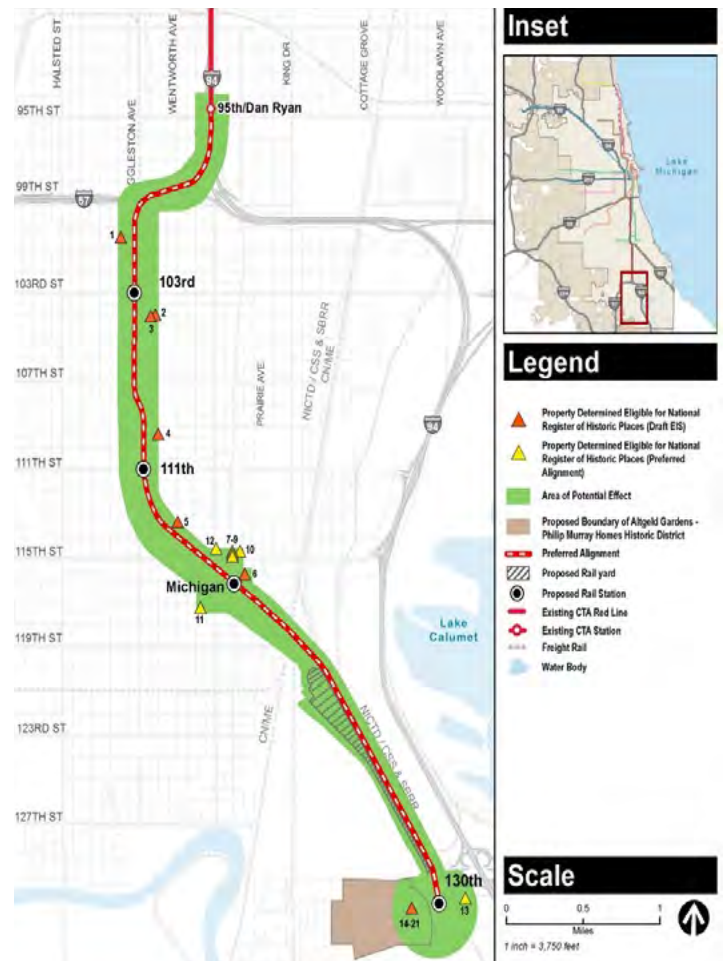 HALSTED ST
GGLESTON AVE
WENTWORTH AVE
94
KING DR
COTTAGE GROVE
WOODLAWN AVE
95TH ST
95th/Dan Ryan
99TH ST
57
1
103RD ST
103rd
2
3
107TH ST
PRAIRIE AVE
NICTD / CSS & SBRR
CN/ME
94
4
111TH ST
111th
5
12
7-9
10
115TH ST
6
Michigan
11
119TH ST
Lake
Calumet
CN/ME
123RD ST
NICTD / CSS & SBRR
127TH ST
130th
13
14-21
Inset
Lake
Michigan
Legend
Property Determined Eligible for National
Register of Historic Places (Draft EIS)
Property Determined Eligible for National
Register of Historic Places (Preferred
Alignment)
Area of Potential Effect
Proposed Boundary of Altgeld Gardens -
Philip Murray Homes Historic District
Preferred Alignment
Proposed Rail yard
Proposed Rail Station
Existing CTA Red Line
Existing CTA Station
Freight Rail
Water Body
Scale
0 0.5 1
Miles
1 inch = 3,750 feet